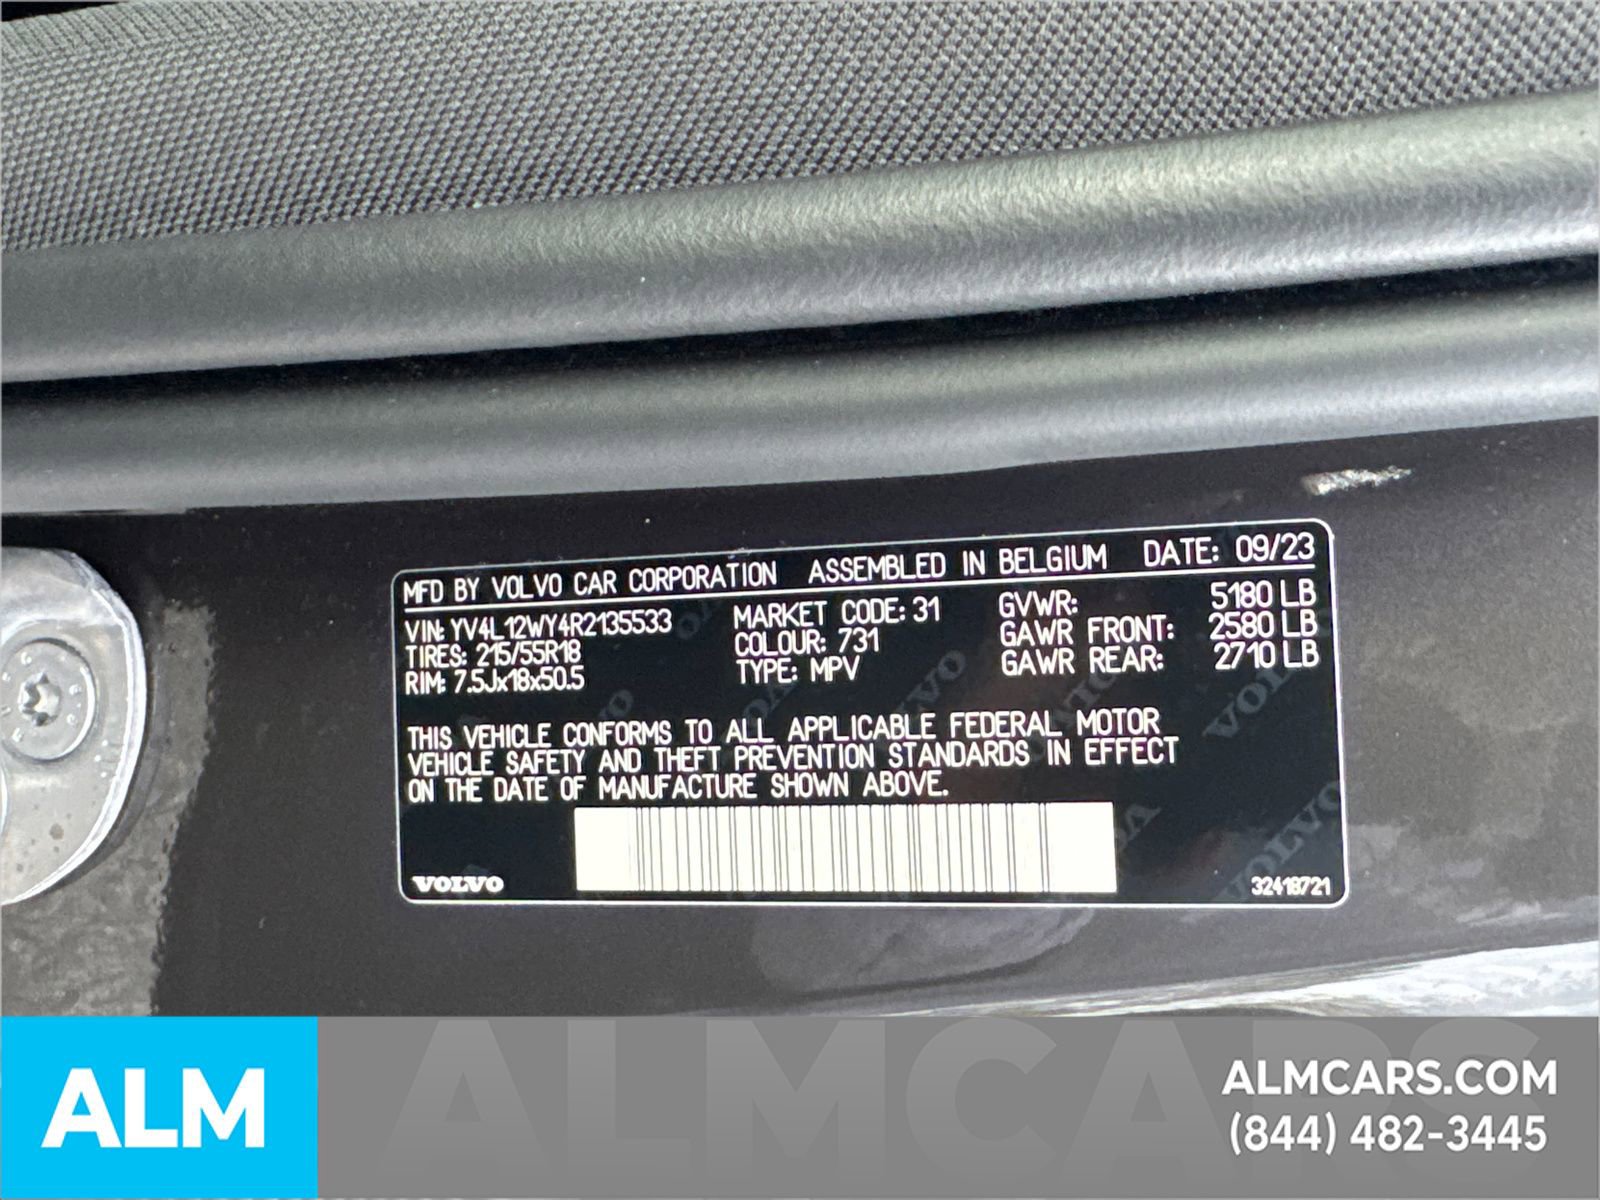 MFD BY VOLVO CAR CORPORATION ASSEMBLED IN BELGIUM DATE: 09/23
VIN: YV4L12WY4R2135533 MARKET CODE: 31 GVWR: 5180 LB
TIRES: 215/55R18 COLOUR: 731 GAWR FRONT: 2580 LB
RIM: 7.5Jx18x50.5 TYPE: MPV GAWR REAR: 2710 LB
THIS VEHICLE CONFORMS TO ALL APPLICABLE FEDERAL MOTOR
VEHICLE SAFETY AND THEFT PREVENTION STANDARDS IN EFFECT
ON THE DATE OF MANUFACTURE SHOWN ABOVE.
VOLVO 32418721
ALM
ALMCARS
ALMCARS.COM
(844) 482-3445